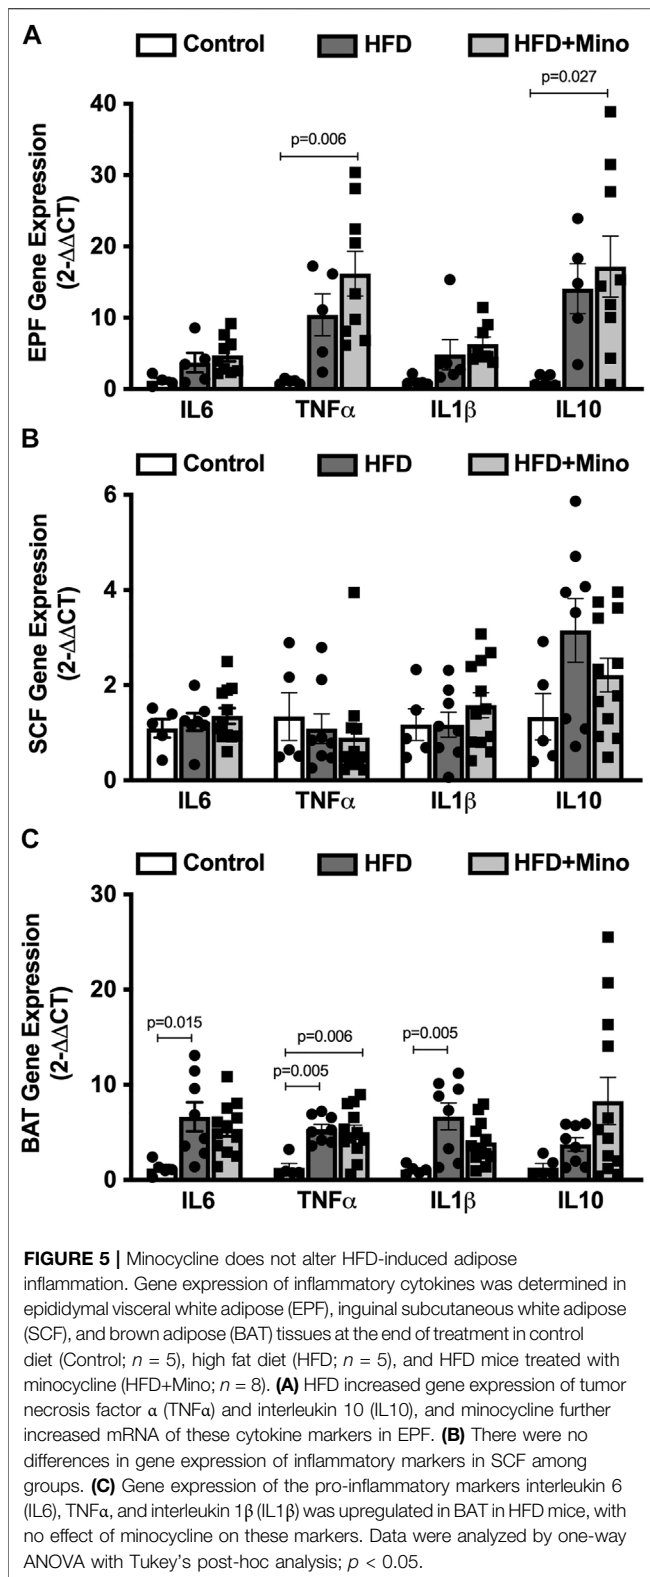 A
Control HFD HFD+Mino
p=0.027
p=0.006
EPF Gene Expression
(2-ΔΔCT)
40
30
20
10
0
IL6 TNFα IL1β IL10
B
Control HFD HFD+Mino
SCF Gene Expression
(2-ΔΔCT)
6
4
2
0
IL6 TNFα IL1β IL10
C
Control HFD HFD+Mino
BAT Gene Expression
(2-ΔΔCT)
30
20
10
0
p=0.015
p=0.006
p=0.005
p=0.005
IL6 TNFα IL1β IL10
FIGURE 5 | Minocycline does not alter HFD-induced adipose
inflammation. Gene expression of inflammatory cytokines was determined in
epididymal visceral white adipose (EPF), inguinal subcutaneous white adipose
(SCF), and brown adipose (BAT) tissues at the end of treatment in control
diet (Control; n = 5), high fat diet (HFD; n = 5), and HFD mice treated with
minocycline (HFD+Mino; n = 8). (A) HFD increased gene expression of tumor
necrosis factor α (TNFα) and interleukin 10 (IL10), and minocycline further
increased mRNA of these cytokine markers in EPF. (B) There were no
differences in gene expression of inflammatory markers in SCF among
groups. (C) Gene expression of the pro-inflammatory markers interleukin 6
(IL6), TNFα, and interleukin 1β (IL1β) was upregulated in BAT in HFD mice, with
no effect of minocycline on these markers. Data were analyzed by one-way
ANOVA with Tukey's post-hoc analysis; p < 0.05.